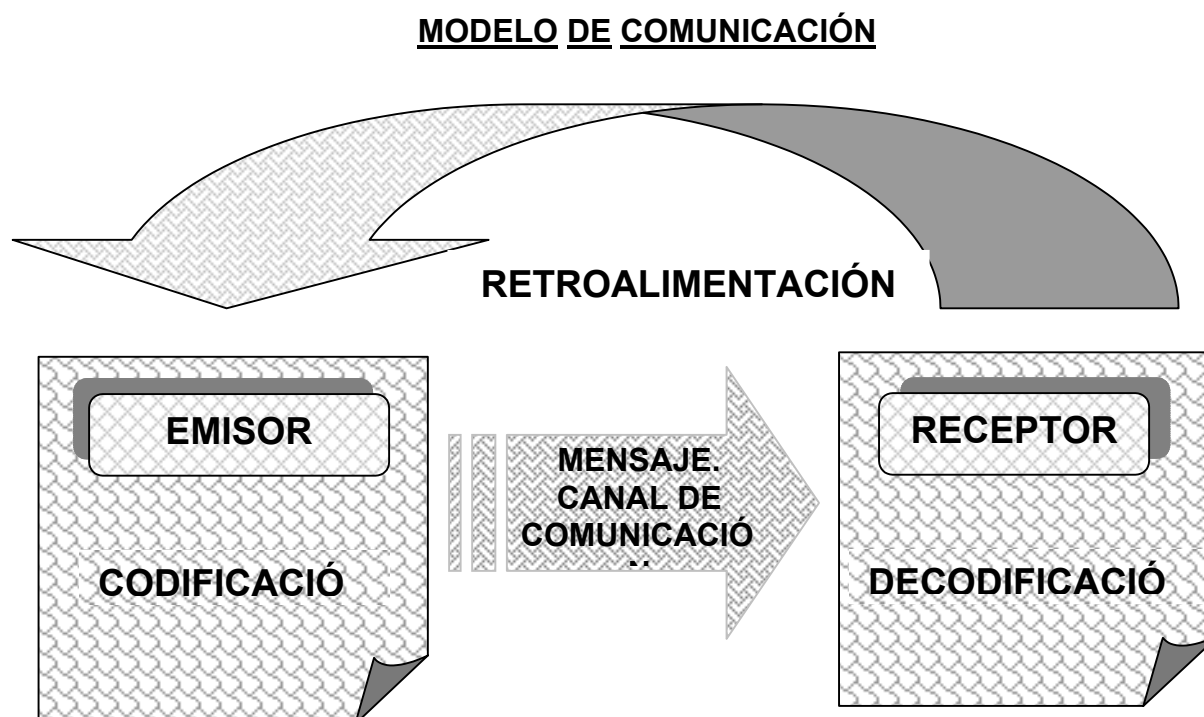 MODELO DE COMUNICACIÓN
RETROALIMENTACIÓN
EMISOR
RECEPTOR
MENSAJE.
CANAL DE
COMUNICACIÓ
CODIFICACIÓ
DECODIFICACIÓ